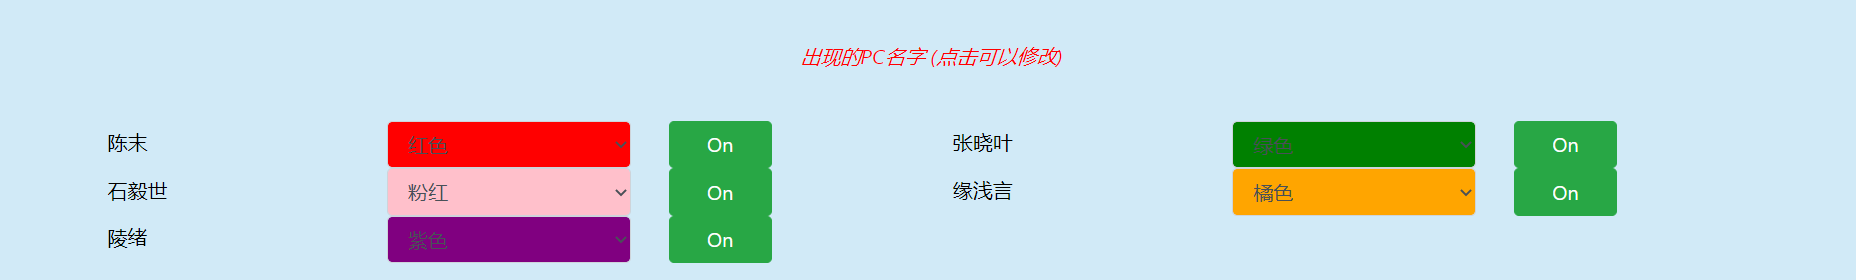 出现的PC名字 (点击可以修改)
陈末 红色 On 张晓叶 绿色 On
石毅世 粉红 On 缘浅言 橘色 On
陵绪 紫色 On